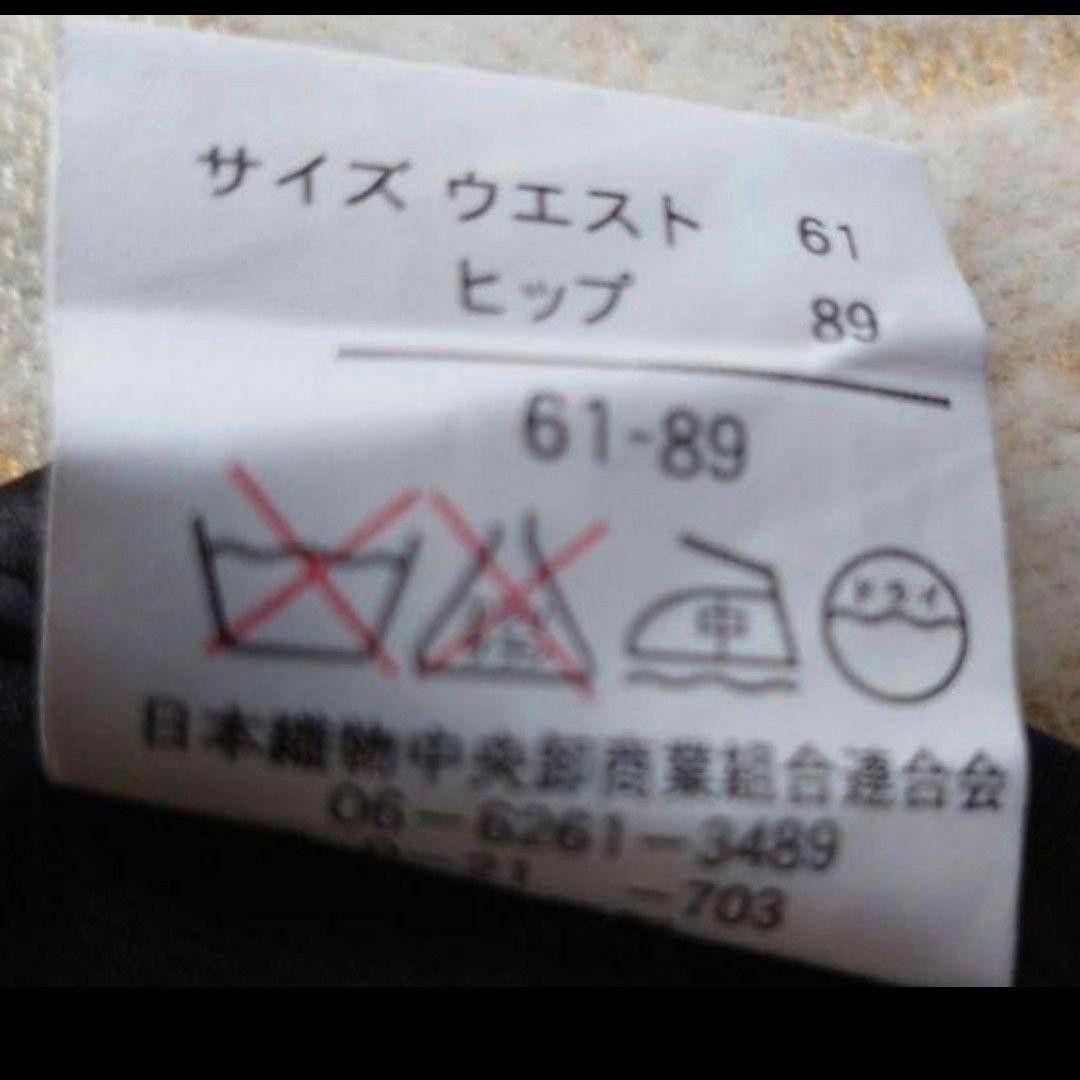 サイズ ウエスト 61
ヒップ 89
61-89
中 ドライ
日本織物中央卸商業組合連合会
06-6261-3489
-703